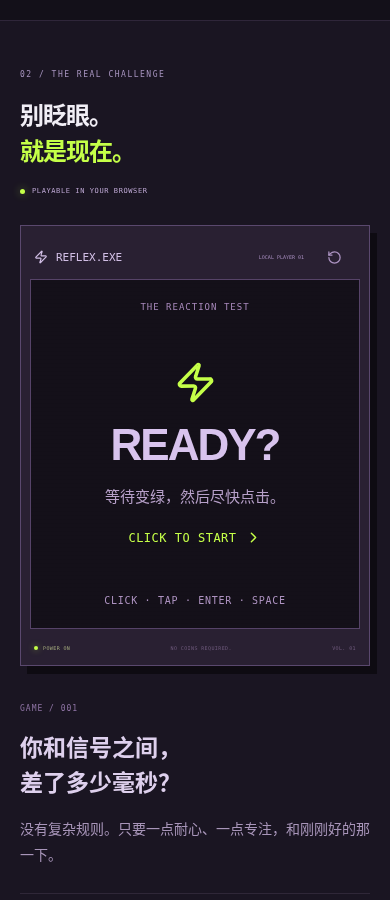 02 / THE REAL CHALLENGE
别眨眼。
就是现在。
PLAYABLE IN YOUR BROWSER
REFLEX.EXE
LOCAL PLAYER 01
THE REACTION TEST
READY?
等待变绿，然后尽快点击。
CLICK TO START
CLICK · TAP · ENTER · SPACE
POWER ON
NO COINS REQUIRED.
VOL. 01
GAME / 001
你和信号之间，
差了多少毫秒？
没有复杂规则。只要一点耐心、一点专注，和刚刚好的那
一下。